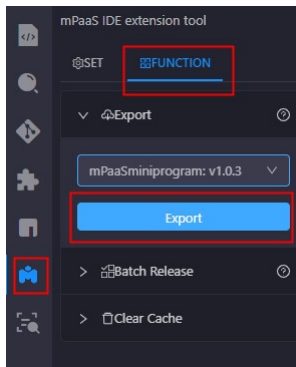 mPaaS IDE extension tool
SET
FUNCTION
Export
mPaaSminiprogram: v1.0.3
Export
Batch Release
Clear Cache